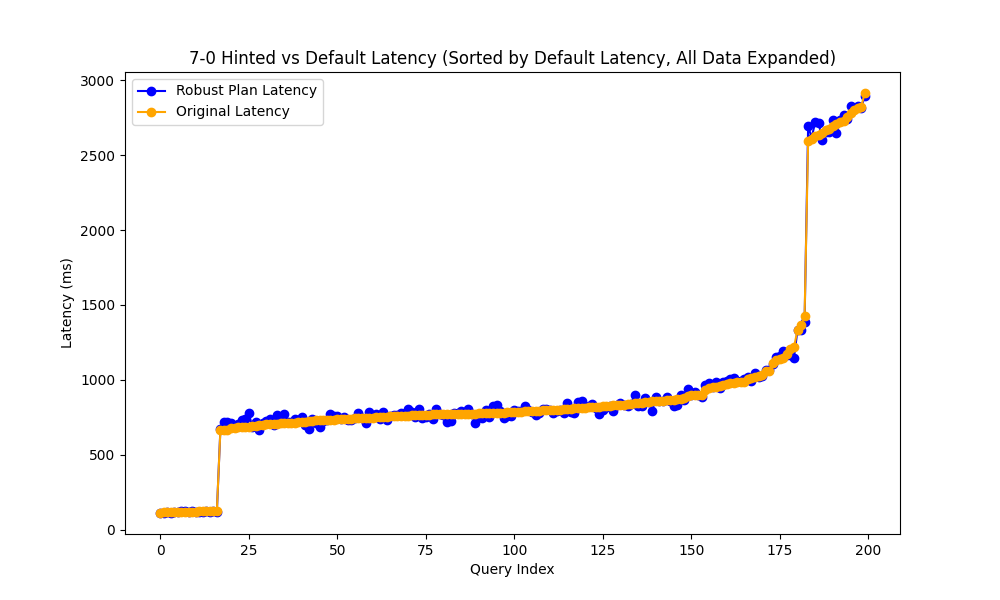 7-0 Hinted vs Default Latency (Sorted by Default Latency, All Data Expanded)
Robust Plan Latency
Original Latency
3000
2500
2000
1500
1000
500
0
Latency (ms)
0 25 50 75 100 125 150 175 200
Query Index